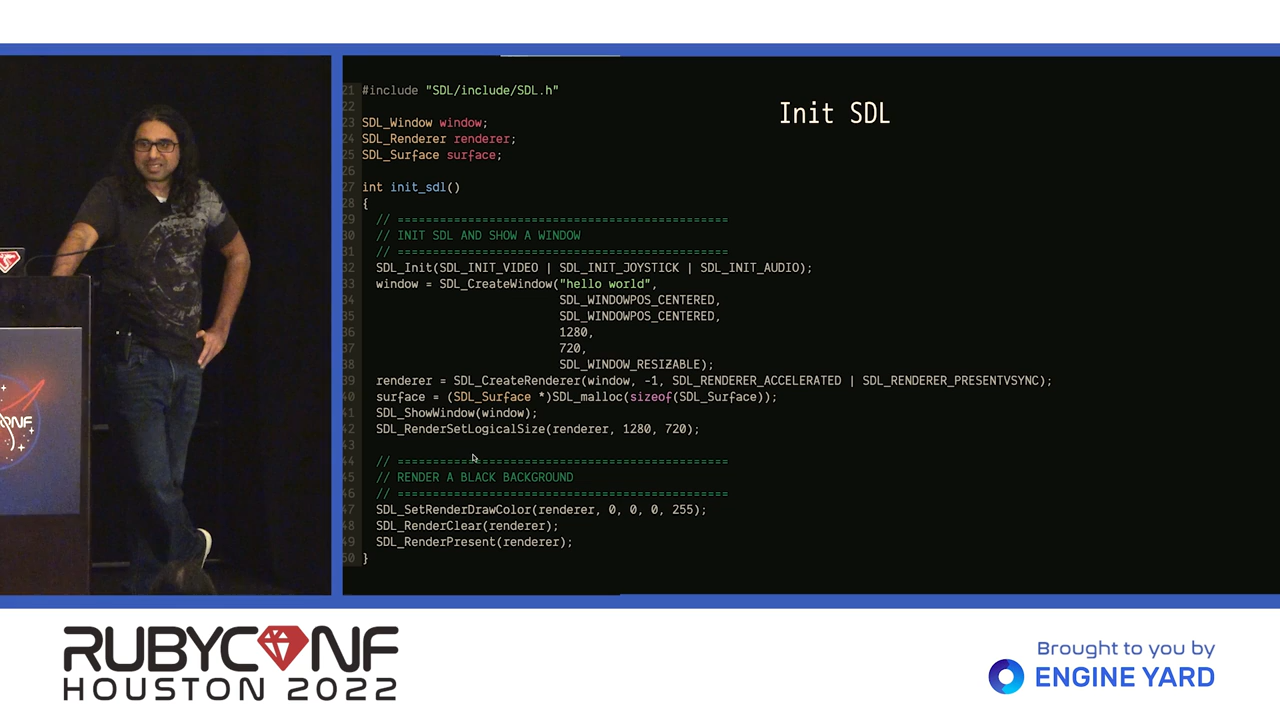 Init SDL
21 #include "SDL/include/SDL.h"
22
23 SDL_Window window;
24 SDL_Renderer renderer;
25 SDL_Surface surface;
26
27 int init_sdl()
28 {
29 // ===============================================
30 // INIT SDL AND SHOW A WINDOW
31 // ===============================================
32 SDL_Init(SDL_INIT_VIDEO | SDL_INIT_JOYSTICK | SDL_INIT_AUDIO);
33 window = SDL_CreateWindow("hello world",
34 SDL_WINDOWPOS_CENTERED,
35 SDL_WINDOWPOS_CENTERED,
36 1280,
37 720,
38 SDL_WINDOW_RESIZABLE);
39 renderer = SDL_CreateRenderer(window, -1, SDL_RENDERER_ACCELERATED | SDL_RENDERER_PRESENTVSYNC);
40 surface = (SDL_Surface *)SDL_malloc(sizeof(SDL_Surface));
41 SDL_ShowWindow(window);
42 SDL_RenderSetLogicalSize(renderer, 1280, 720);
43
44 // ===============================================
45 // RENDER A BLACK BACKGROUND
46 // ===============================================
47 SDL_SetRenderDrawColor(renderer, 0, 0, 0, 255);
48 SDL_RenderClear(renderer);
49 SDL_RenderPresent(renderer);
50 }
RUBYCONF
HOUSTON 2022
Brought to you by
ENGINE YARD